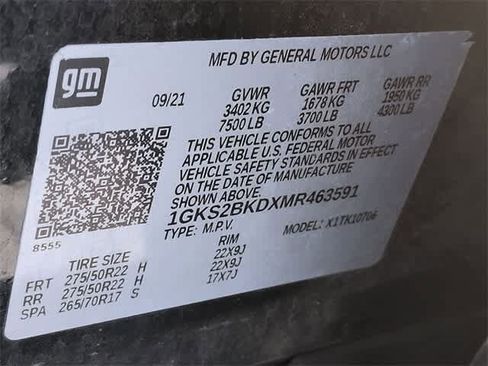 gm
MFD BY GENERAL MOTORS LLC
09/21 GVWR GAWR FRT GAWR RR
3402 KG 1678 KG 1950 KG
7500 LB 3700 LB 4300 LB
THIS VEHICLE CONFORMS TO ALL
APPLICABLE U.S. FEDERAL MOTOR
VEHICLE SAFETY STANDARDS IN EFFECT
ON THE DATE OF MANUFACTURE
SHOWN ABOVE.
1GKS2BKDXMR463591
TYPE: M.P.V. MODEL: X1TK10706
8555
TIRE SIZE RIM
FRT 275/50R22 H 22X9J
RR 275/50R22 H 22X9J
SPA 265/70R17 S 17X7J